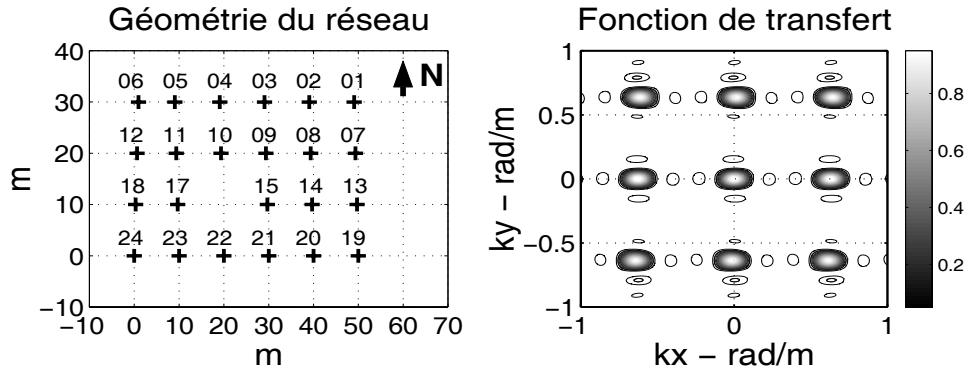 Géométrie du réseau
40
30
20
10
0
−10
m
06 05 04 03 02 01
12 11 10 09 08 07
18 17 15 14 13
24 23 22 21 20 19
N
−10 0 10 20 30 40 50 60 70
m
Fonction de transfert
1
0.5
0
−0.5
−1
ky − rad/m
−1 0 1
kx − rad/m
0.8
0.6
0.4
0.2